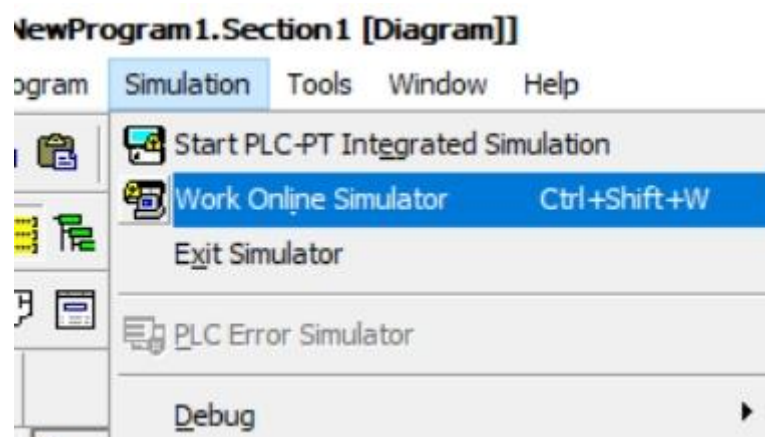 NewProgram1.Section1 [Diagram]]
ogram Simulation Tools Window Help
Start PLC-PT Integrated Simulation
Work Online Simulator Ctrl+Shift+W
Exit Simulator
PLC Error Simulator
Debug